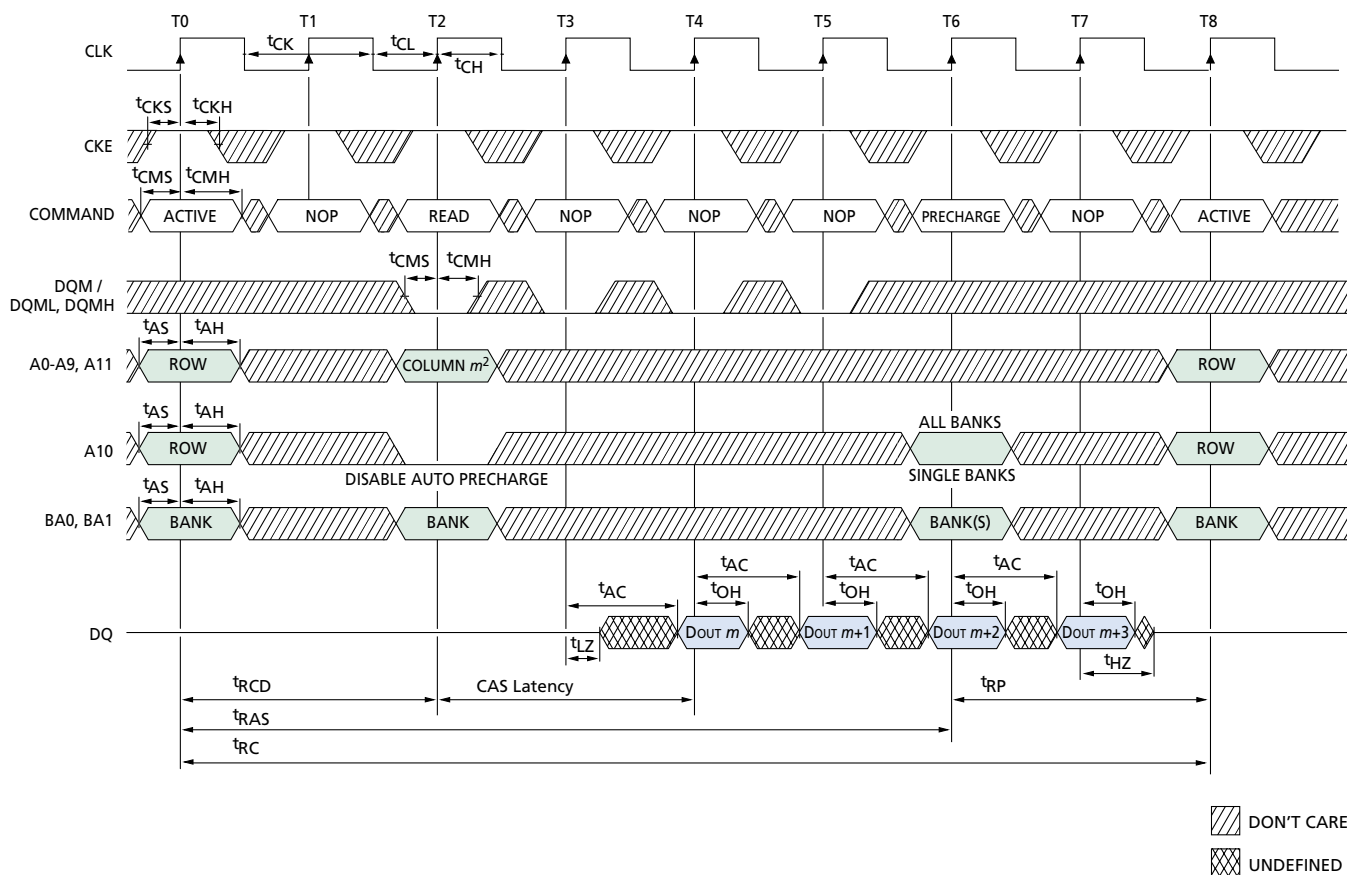 T0 T1 T2 T3 T4 T5 T6 T7 T8
CLK
tCK tCL
tCH
tCKS tCKH
CKE
tCMS tCMH
COMMAND ACTIVE NOP READ NOP NOP NOP PRECHARGE NOP ACTIVE
tCMS tCMH
DQM /
DQML, DQMH
tAS tAH
A0-A9, A11 ROW COLUMN m2 ROW
tAS tAH ALL BANKS
A10 ROW ROW
DISABLE AUTO PRECHARGE SINGLE BANKS
tAS tAH
BA0, BA1 BANK BANK BANK(S) BANK
tAC tAC tAC tAC
tOH tOH tOH tOH
DQ DOUT m DOUT m+1 DOUT m+2 DOUT m+3
tLZ tHZ
tRCD CAS Latency tRP
tRAS
tRC
DON'T CARE
UNDEFINED